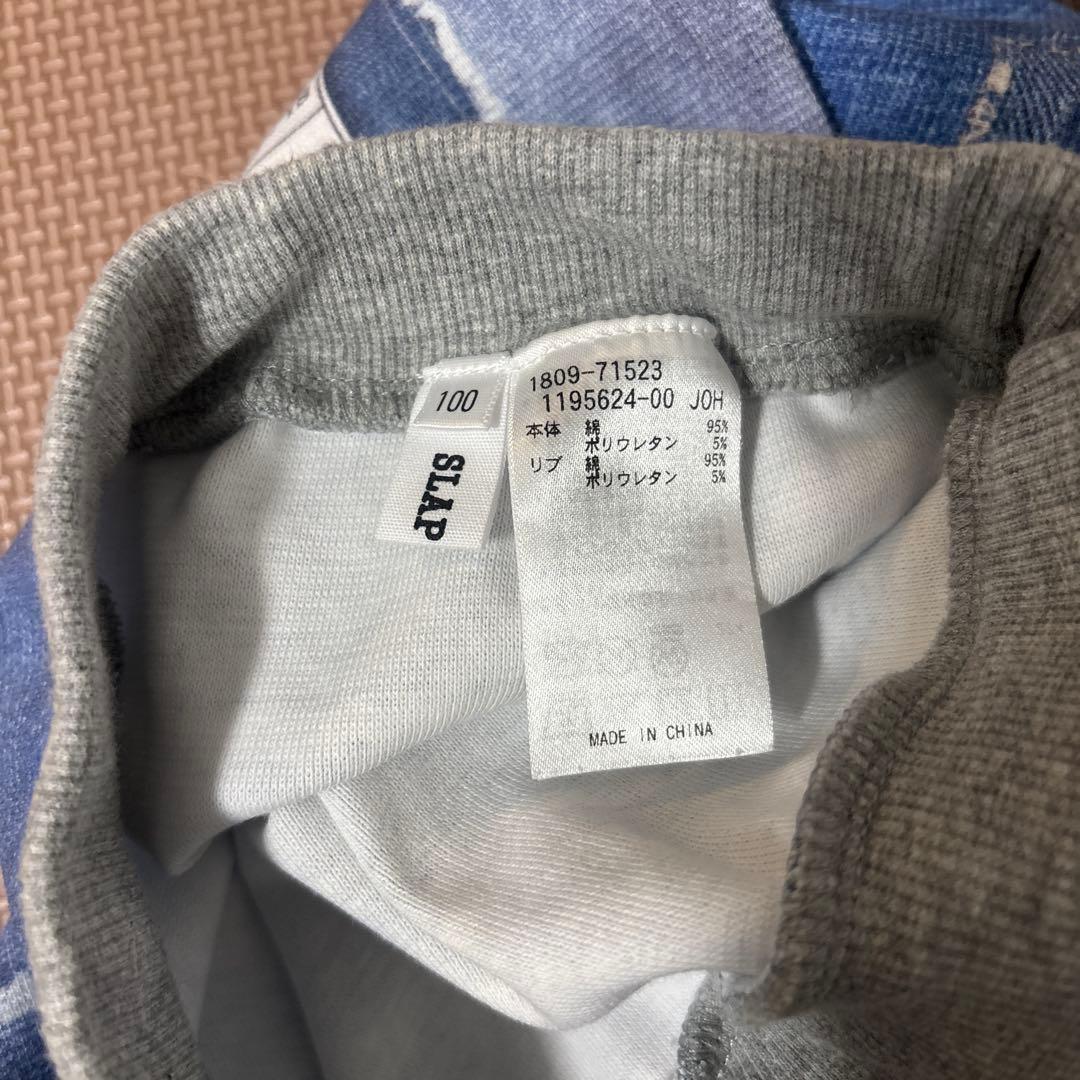 100
SLAP
1809-71523
1195624-00 JOH
本体 綿 95%
ポリウレタン 5%
リブ 綿 95%
ポリウレタン 5%
MADE IN CHINA